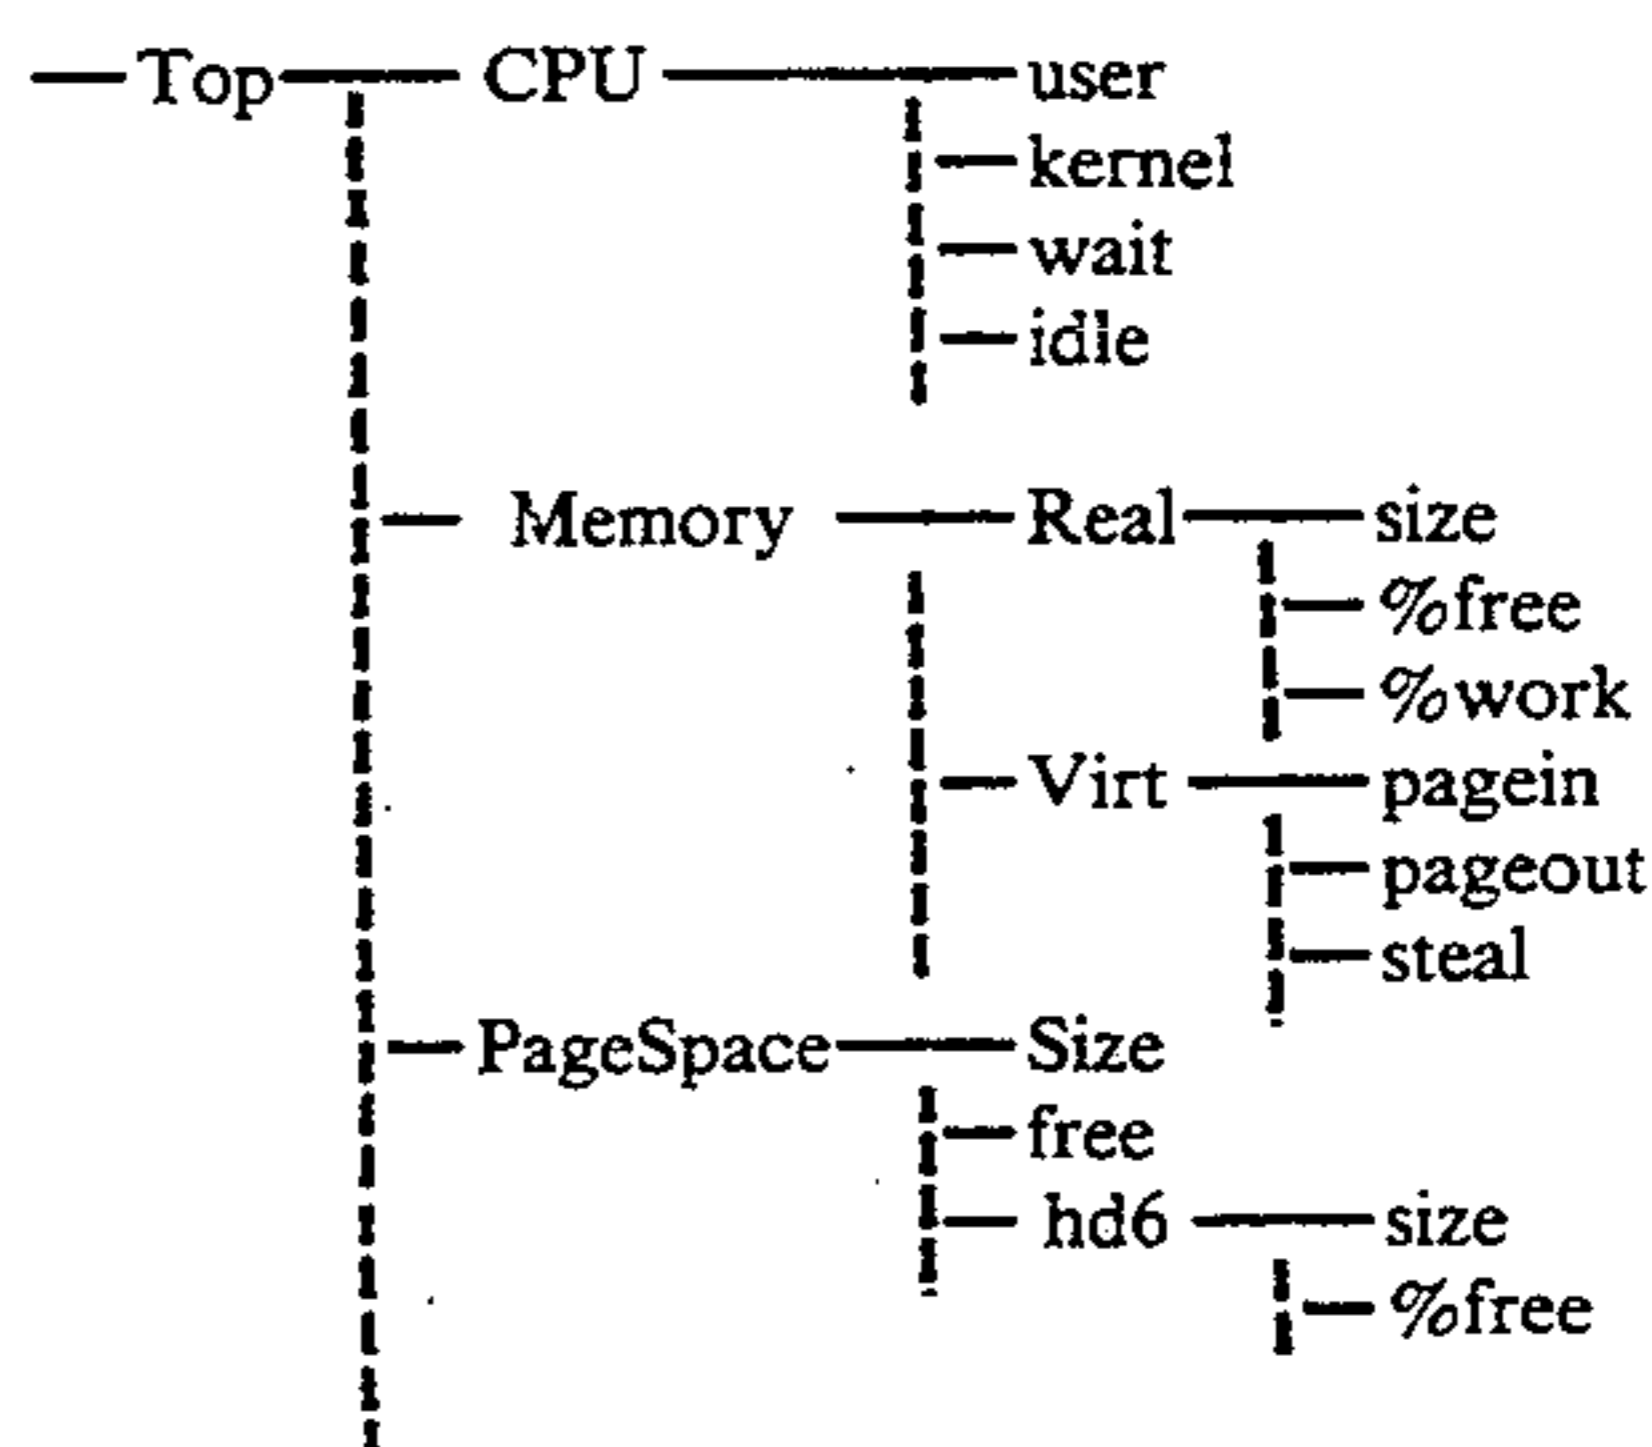 Top CPU user
kernel
wait
idle
Memory Real size
%free
%work
Virt pagein
pageout
steal
PageSpace Size
free
hd6 size
%free